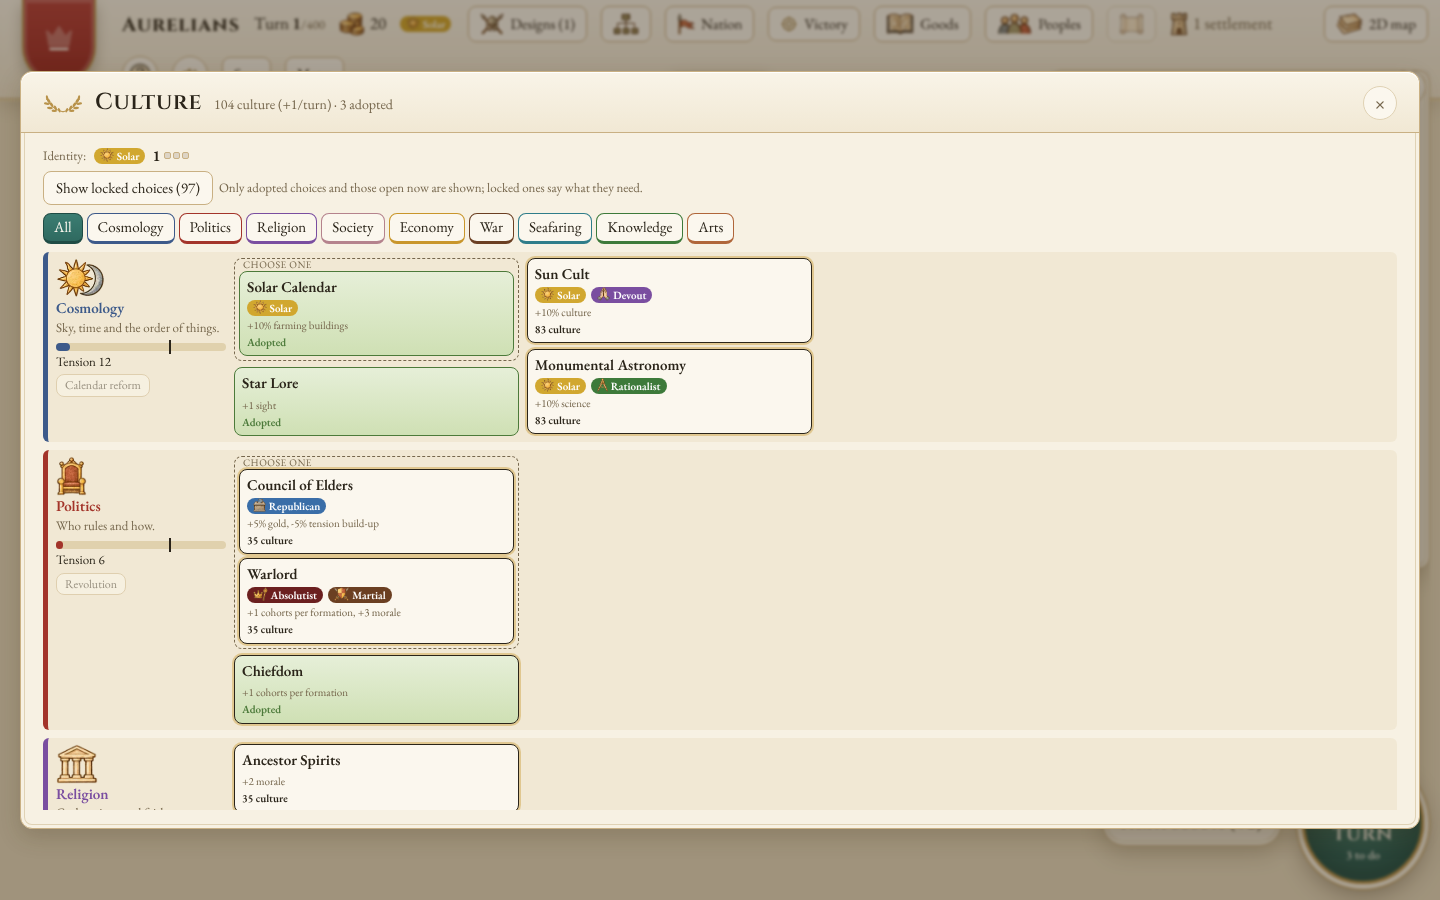 AURELIANS Turn 1/400 20 Solar Designs (1) Nation Victory Goods Peoples 1 settlement 2D map
CULTURE 104 culture (+1/turn) · 3 adopted ×
Identity: Solar 1
Show locked choices (97) Only adopted choices and those open now are shown; locked ones say what they need.
All Cosmology Politics Religion Society Economy War Seafaring Knowledge Arts
Cosmology
Sky, time and the order of things.
Tension 12
Calendar reform
CHOOSE ONE
Solar Calendar
Solar
+10% farming buildings
Adopted
Star Lore
+1 sight
Adopted
Sun Cult
Solar Devout
+10% culture
83 culture
Monumental Astronomy
Solar Rationalist
+10% science
83 culture
Politics
Who rules and how.
Tension 6
Revolution
CHOOSE ONE
Council of Elders
Republican
+5% gold, -5% tension build-up
35 culture
Warlord
Absolutist Martial
+1 cohorts per formation, +3 morale
35 culture
Chiefdom
+1 cohorts per formation
Adopted
Religion
Ancestor Spirits
+2 morale
35 culture
TURN
3 to do